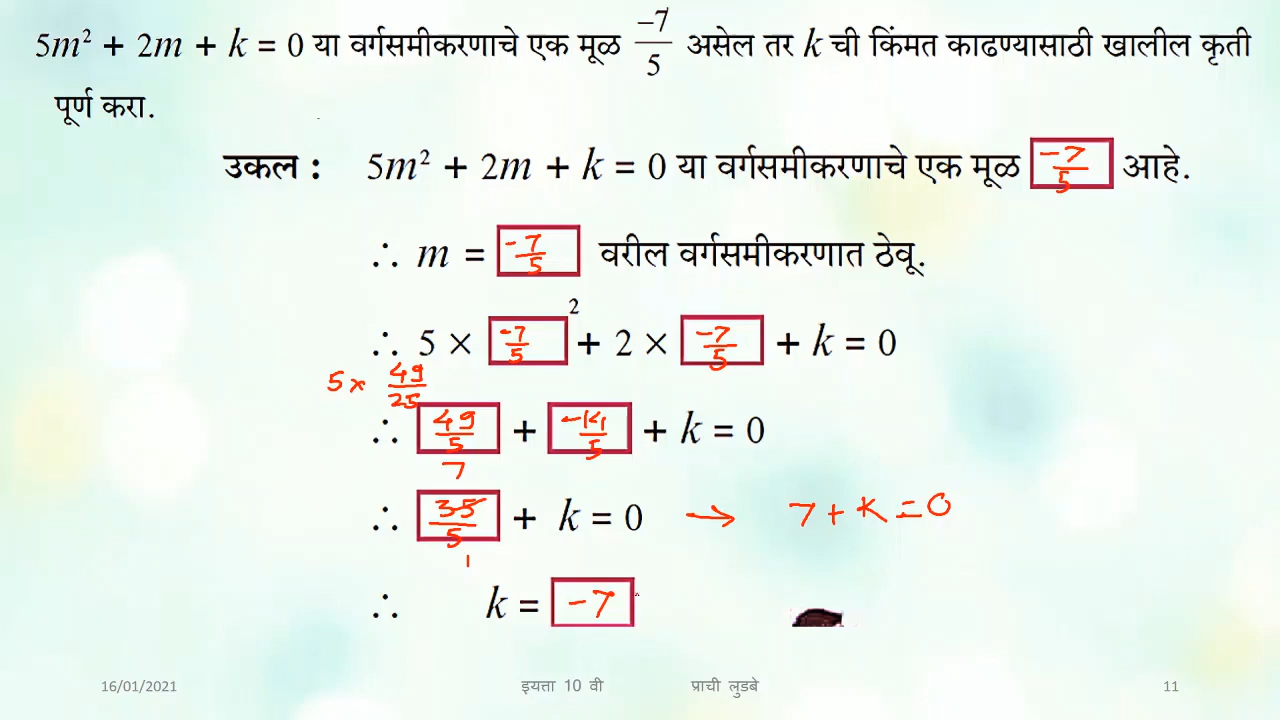 5m² + 2m + k = 0 या वर्गसमीकरणाचे एक मूळ -7/5 असेल तर k ची किंमत काढण्यासाठी खालील कृती
पूर्ण करा.
उकल : 5m² + 2m + k = 0 या वर्गसमीकरणाचे एक मूळ -7/5 आहे.
∴ m = -7/5 वरील वर्गसमीकरणात ठेवू.
∴ 5 × -7/5 ² + 2 × -7/5 + k = 0
5 × 49/25
∴ 49/5 + -14/5 + k = 0
7
∴ 35/5 + k = 0 → 7 + k = 0
1
∴ k = -7
16/01/2021 इयत्ता 10 वी प्राची लुडबे 11